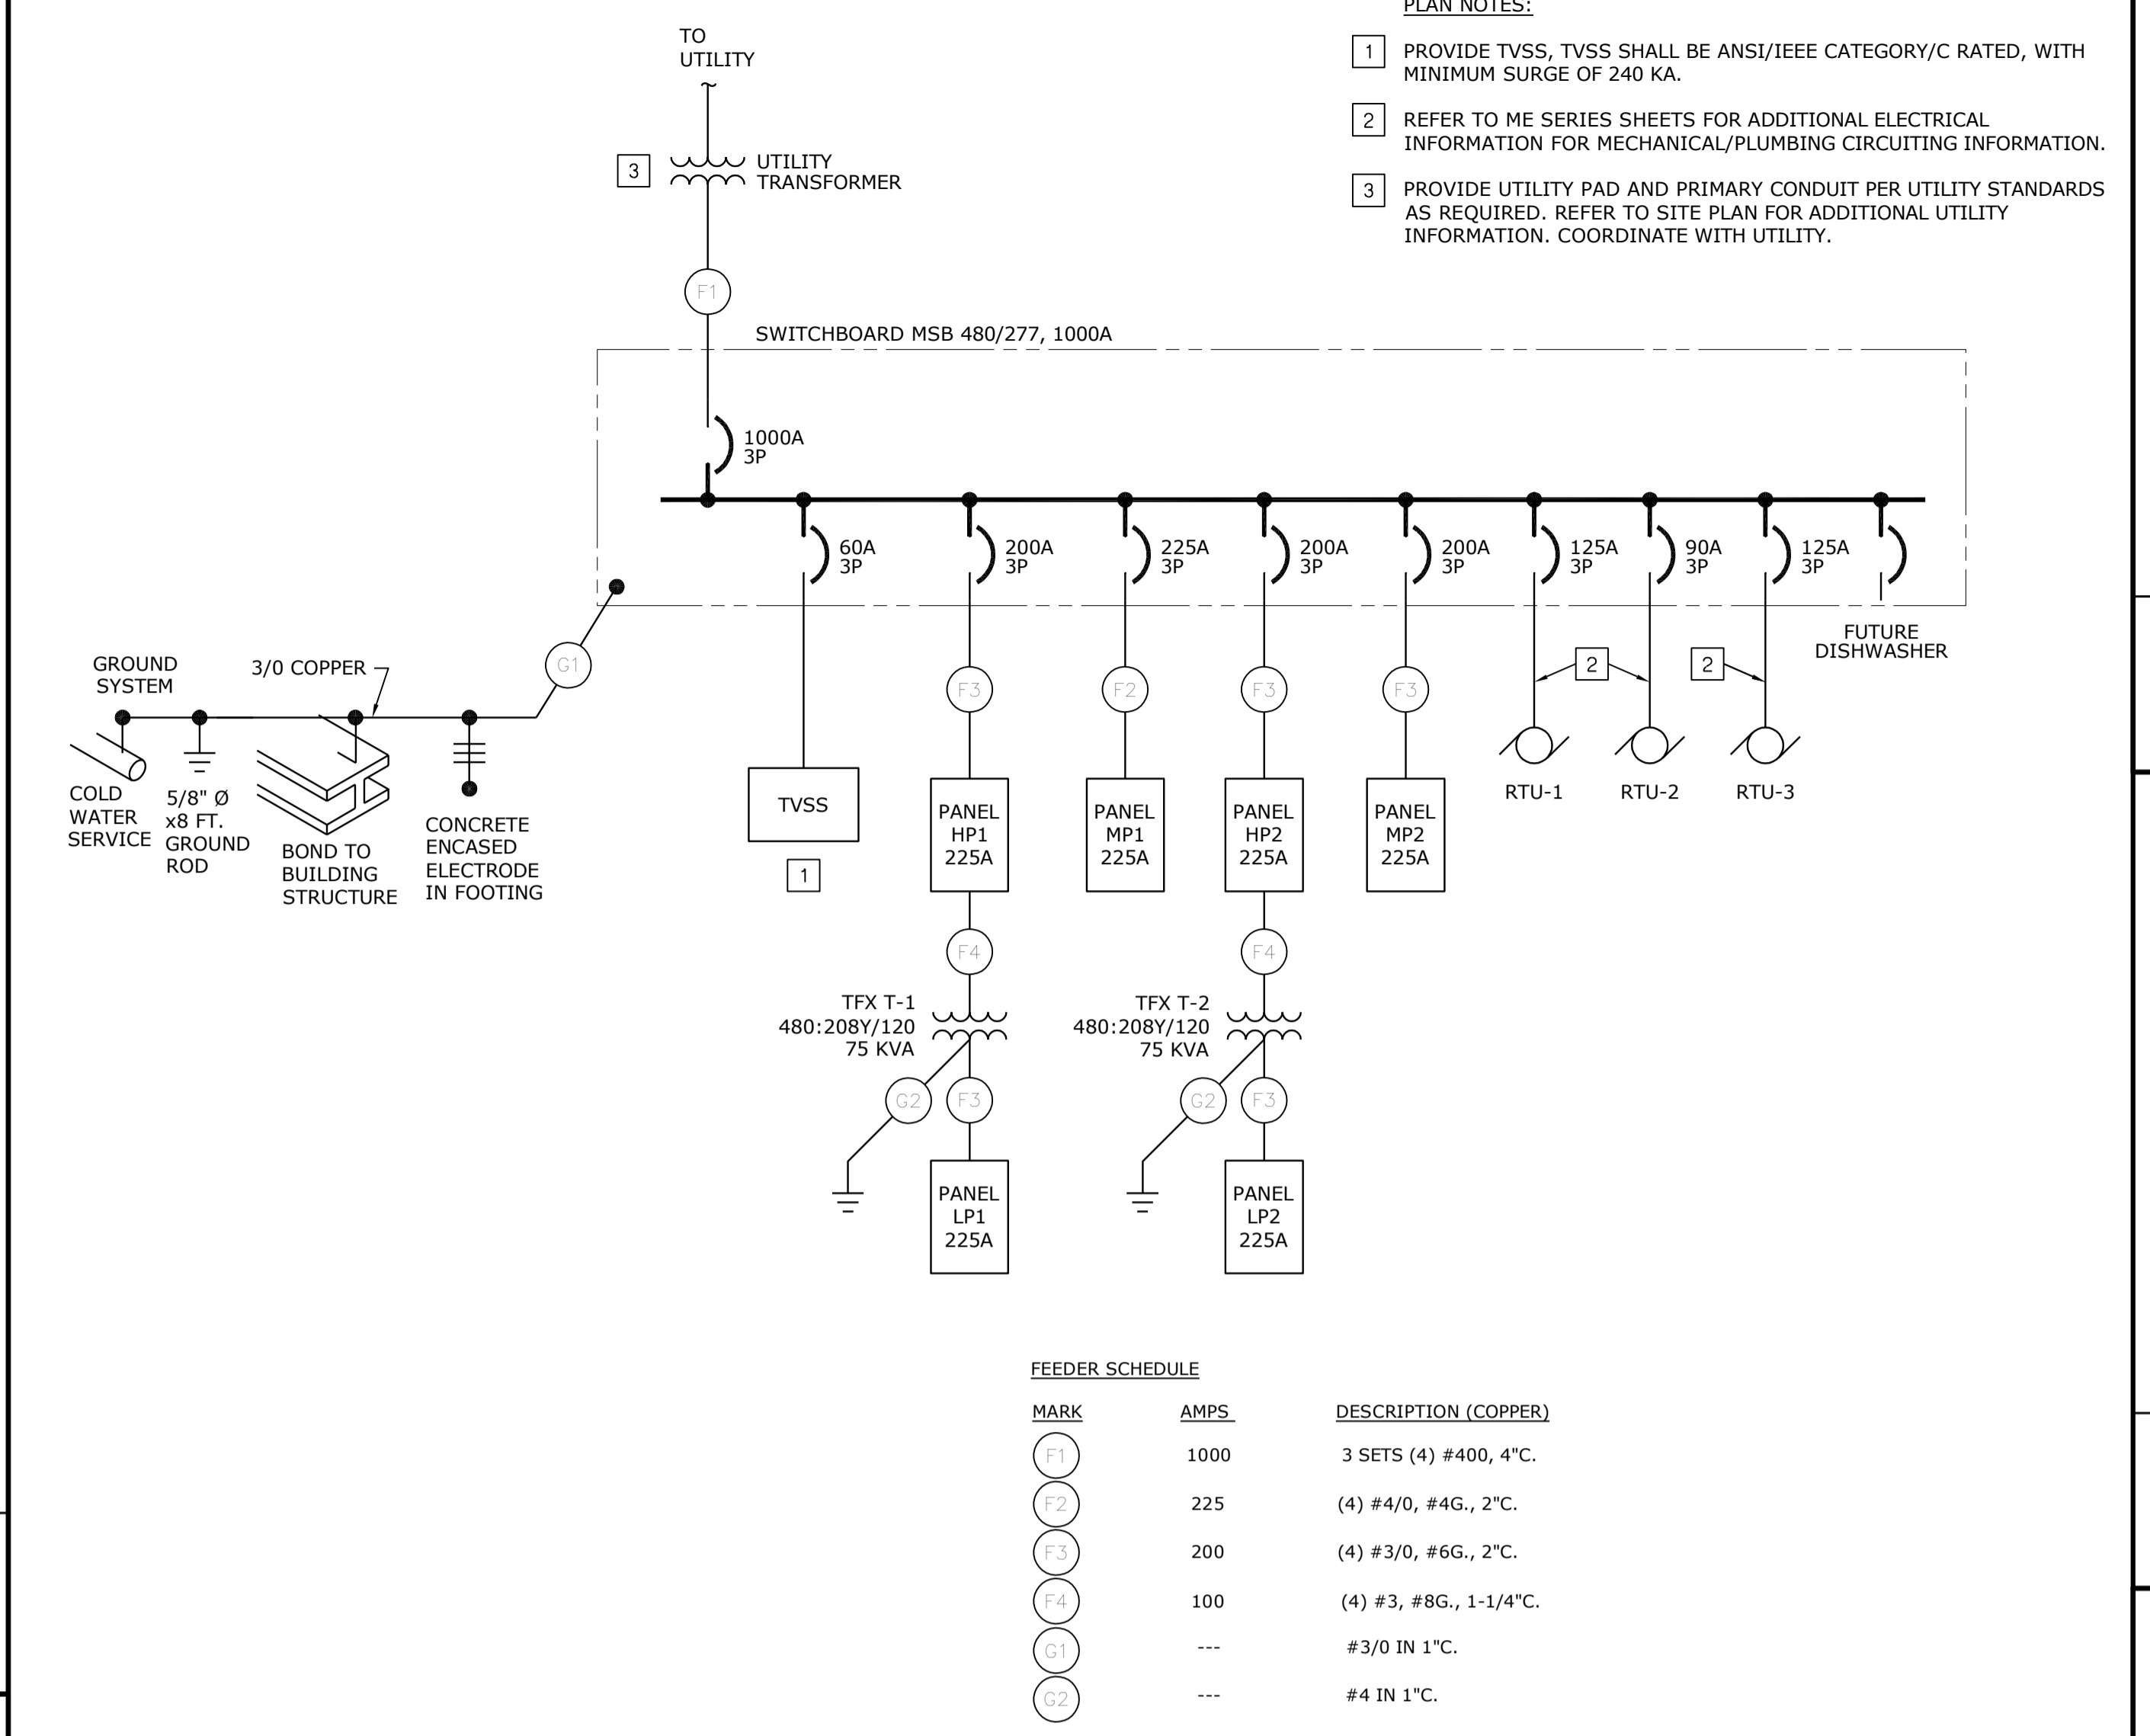 PLAN NOTES:
1 PROVIDE TVSS, TVSS SHALL BE ANSI/IEEE CATEGORY/C RATED, WITH
MINIMUM SURGE OF 240 KA.
2 REFER TO ME SERIES SHEETS FOR ADDITIONAL ELECTRICAL
INFORMATION FOR MECHANICAL/PLUMBING CIRCUITING INFORMATION.
3 PROVIDE UTILITY PAD AND PRIMARY CONDUIT PER UTILITY STANDARDS
AS REQUIRED. REFER TO SITE PLAN FOR ADDITIONAL UTILITY
INFORMATION. COORDINATE WITH UTILITY.
TO
UTILITY
3
UTILITY
TRANSFORMER
F1
SWITCHBOARD MSB 480/277, 1000A
1000A
3P
60A
3P
200A
3P
225A
3P
200A
3P
200A
3P
125A
3P
90A
3P
125A
3P
FUTURE
DISHWASHER
GROUND
SYSTEM
3/0 COPPER
G1
COLD
WATER
SERVICE
5/8" Ø
x8 FT.
GROUND
ROD
BOND TO
BUILDING
STRUCTURE
CONCRETE
ENCASED
ELECTRODE
IN FOOTING
F3
F2
F3
F3
2
2
TVSS
1
PANEL
HP1
225A
PANEL
MP1
225A
PANEL
HP2
225A
PANEL
MP2
225A
RTU-1
RTU-2
RTU-3
F4
F4
TFX T-1
480:208Y/120
75 KVA
TFX T-2
480:208Y/120
75 KVA
G2
F3
G2
F3
PANEL
LP1
225A
PANEL
LP2
225A
FEEDER SCHEDULE
MARK AMPS DESCRIPTION (COPPER)
F1 1000 3 SETS (4) #400, 4"C.
F2 225 (4) #4/0, #4G., 2"C.
F3 200 (4) #3/0, #6G., 2"C.
F4 100 (4) #3, #8G., 1-1/4"C.
G1 --- #3/0 IN 1"C.
G2 --- #4 IN 1"C.